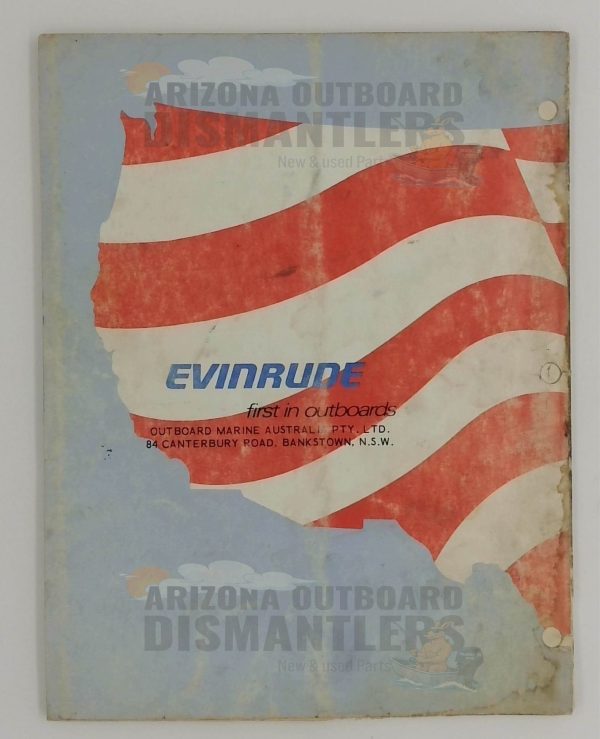 ARIZONA OUTBOARD
DISMANTLERS
New & used Parts
EVINRUDE
first in outboards
OUTBOARD MARINE AUSTRALI PTY. LTD.
84 CANTERBURY ROAD, BANKSTOWN, N.S.W.
ARIZONA OUTBOARD
DISMANTLERS
New & used Parts